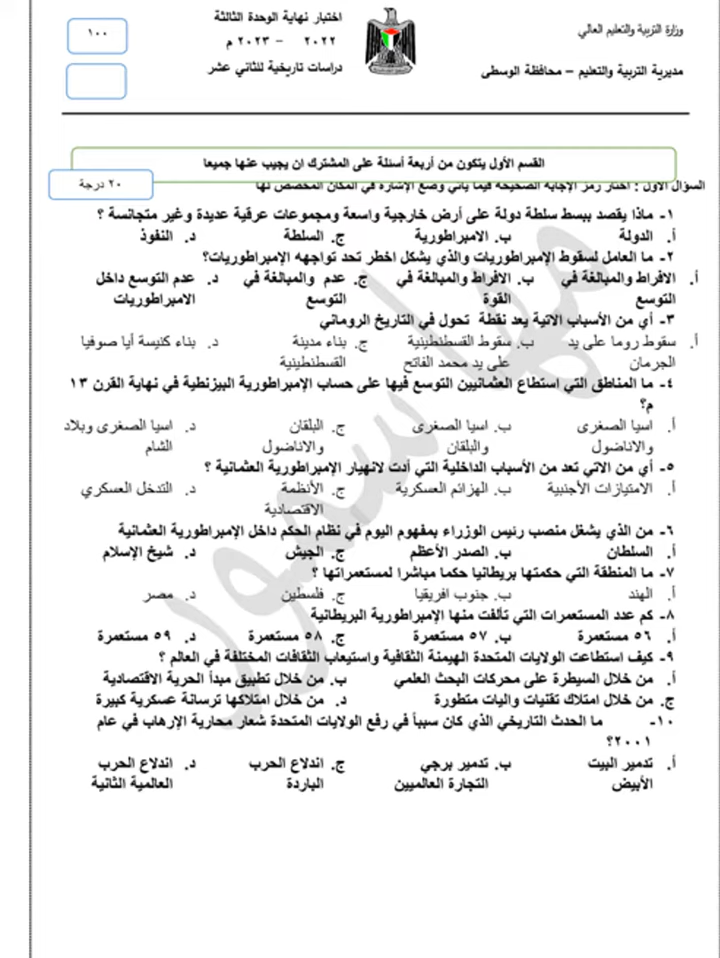 وزارة التربية والتعليم العالي
مديرية التربية والتعليم – محافظة الوسطى
اختبار نهاية الوحدة الثالثة
٢٠٢٢ - ٢٠٢٣ م
دراسات تاريخية للثاني عشر
١٠٠
القسم الأول يتكون من أربعة أسئلة على المشترك ان يجيب عنها جميعا
السؤال الأول : اختار رمز الإجابة الصحيحة فيما يأتي وضع الإشارة في المكان المخصص لها
٢٠ درجة
١- ماذا يقصد ببسط سلطة دولة على أرض خارجية واسعة ومجموعات عرقية عديدة وغير متجانسة ؟
أ. الدولة ب. الامبراطورية ج. السلطة د. النفوذ
٢- ما العامل لسقوط الإمبراطوريات والذي يشكل اخطر تحد تواجهه الإمبراطوريات؟
أ. الافراط والمبالغة في ب. الافراط والمبالغة في ج. عدم والمبالغة في د. عدم التوسع داخل
التوسع القوة التوسع الامبراطوريات
٣- أي من الأسباب الاتية يعد نقطة تحول في التاريخ الروماني
أ. سقوط روما على يد ب. سقوط القسطنطينية ج. بناء مدينة د. بناء كنيسة أيا صوفيا
الجرمان على يد محمد الفاتح القسطنطينية
٤- ما المناطق التي استطاع العثمانيين التوسع فيها على حساب الإمبراطورية البيزنطية في نهاية القرن ١٣
م؟
أ. اسيا الصغرى ب. اسيا الصغرى ج. البلقان د. اسيا الصغرى وبلاد
والاناضول والبلقان والاناضول الشام
٥- أي من الاتي تعد من الأسباب الداخلية التي أدت لانهيار الإمبراطورية العثمانية ؟
أ. الامتيازات الأجنبية ب. الهزائم العسكرية ج. الأنظمة د. التدخل العسكري
الاقتصادية
٦- من الذي يشغل منصب رئيس الوزراء بمفهوم اليوم في نظام الحكم داخل الإمبراطورية العثمانية
أ. السلطان ب. الصدر الأعظم ج. الجيش د. شيخ الإسلام
٧- ما المنطقة التي حكمتها بريطانيا حكما مباشرا لمستعمراتها ؟
أ. الهند ب. جنوب افريقيا ج. فلسطين د. مصر
٨- كم عدد المستعمرات التي تألفت منها الإمبراطورية البريطانية
أ. ٥٦ مستعمرة ب. ٥٧ مستعمرة ج. ٥٨ مستعمرة د. ٥٩ مستعمرة
٩- كيف استطاعت الولايات المتحدة الهيمنة الثقافية واستيعاب الثقافات المختلفة في العالم ؟
أ. من خلال السيطرة على محركات البحث العلمي ب. من خلال تطبيق مبدأ الحرية الاقتصادية
ج. من خلال امتلاك تقنيات واليات متطورة د. من خلال امتلاكها ترسانة عسكرية كبيرة
١٠- ما الحدث التاريخي الذي كان سبباً في رفع الولايات المتحدة شعار محاربة الإرهاب في عام
٢٠٠١؟
أ. تدمير البيت ب. تدمير برجي ج. اندلاع الحرب د. اندلاع الحرب
الأبيض التجارة العالميين الباردة العالمية الثانية